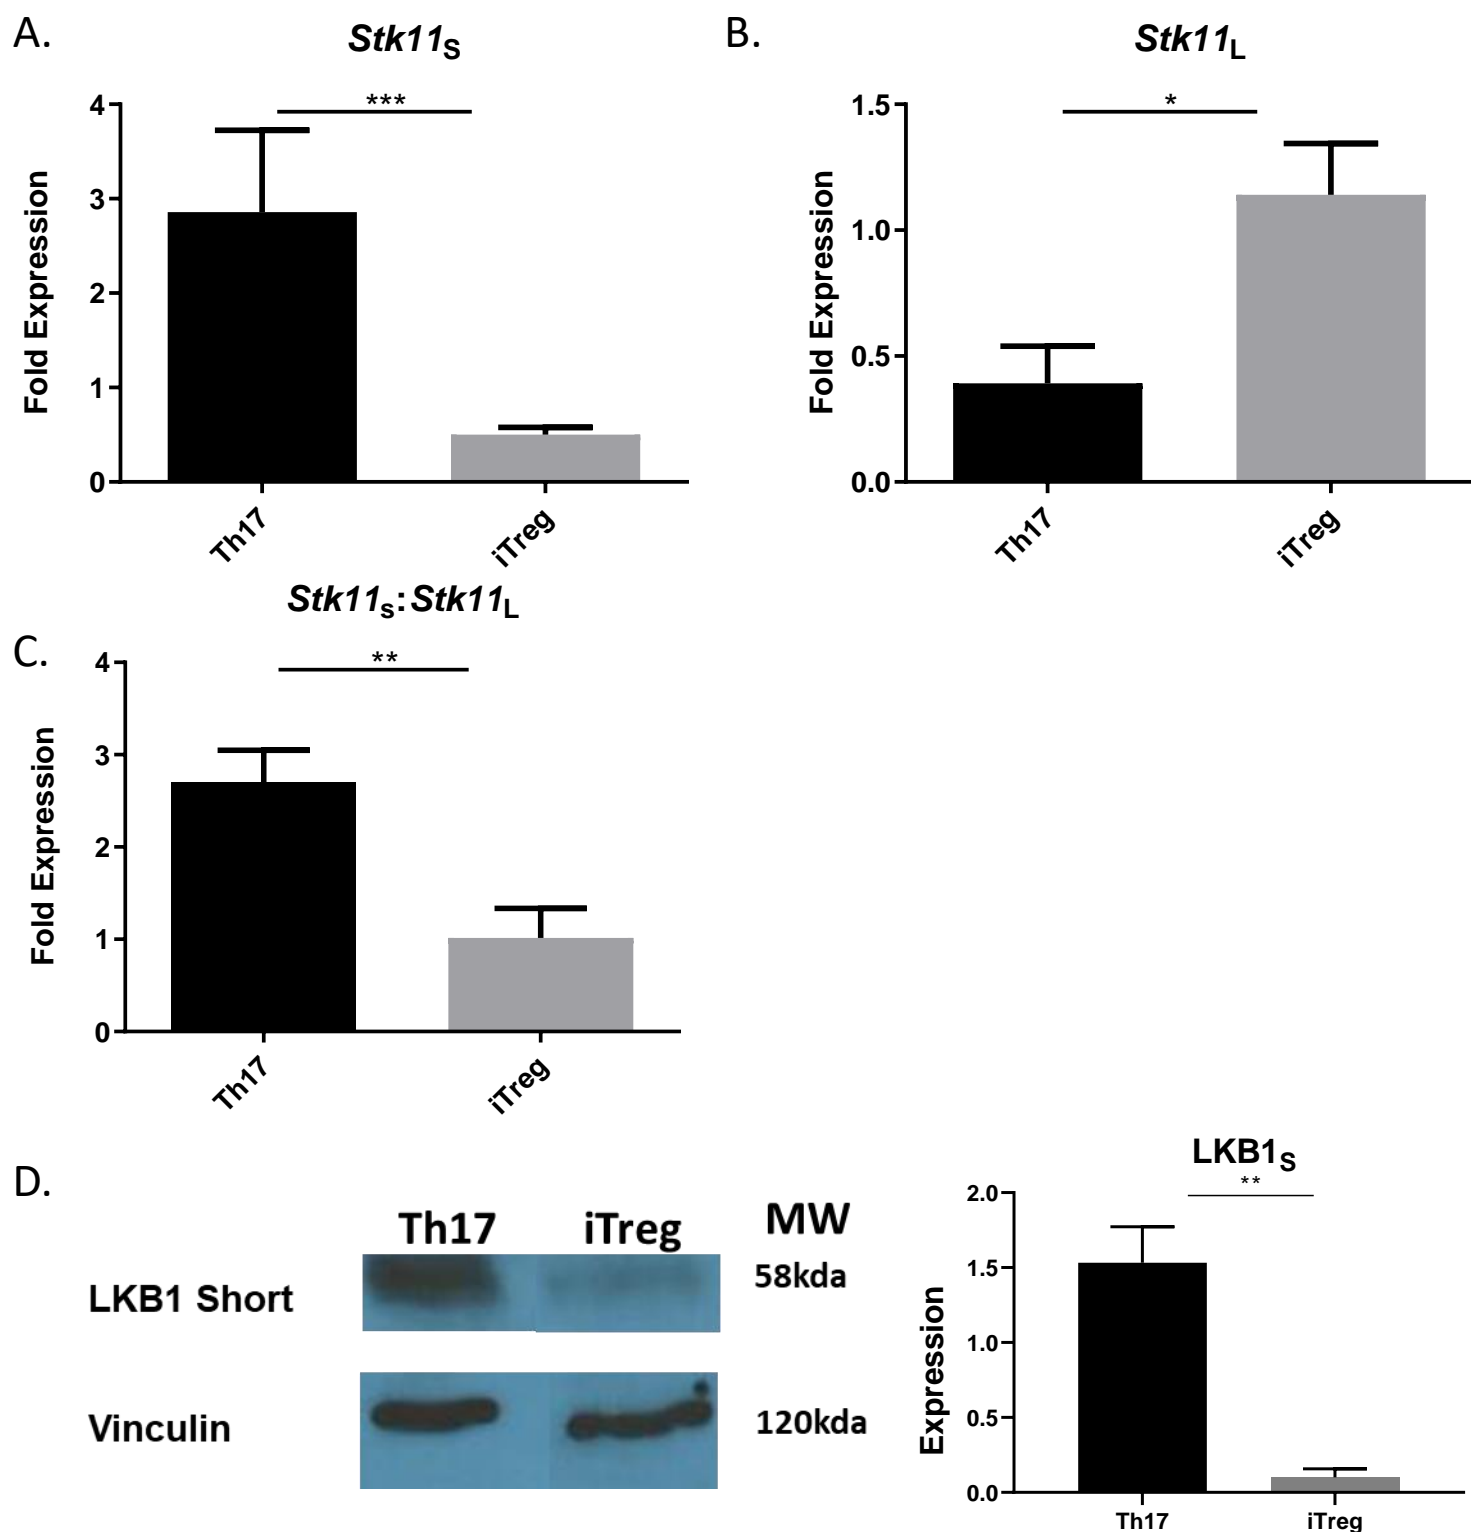 A.
Stk11S
***
4
3
2
1
0
Fold Expression
Th17
iTreg
B.
Stk11L
*
1.5
1.0
0.5
0.0
Fold Expression
Th17
iTreg
C.
Stk11s:Stk11L
**
4
3
2
1
0
Fold Expression
Th17
iTreg
D.
Th17 iTreg MW
LKB1 Short 58kda
Vinculin 120kda
LKB1S
**
2.0
1.5
1.0
0.5
0.0
Expression
Th17
iTreg